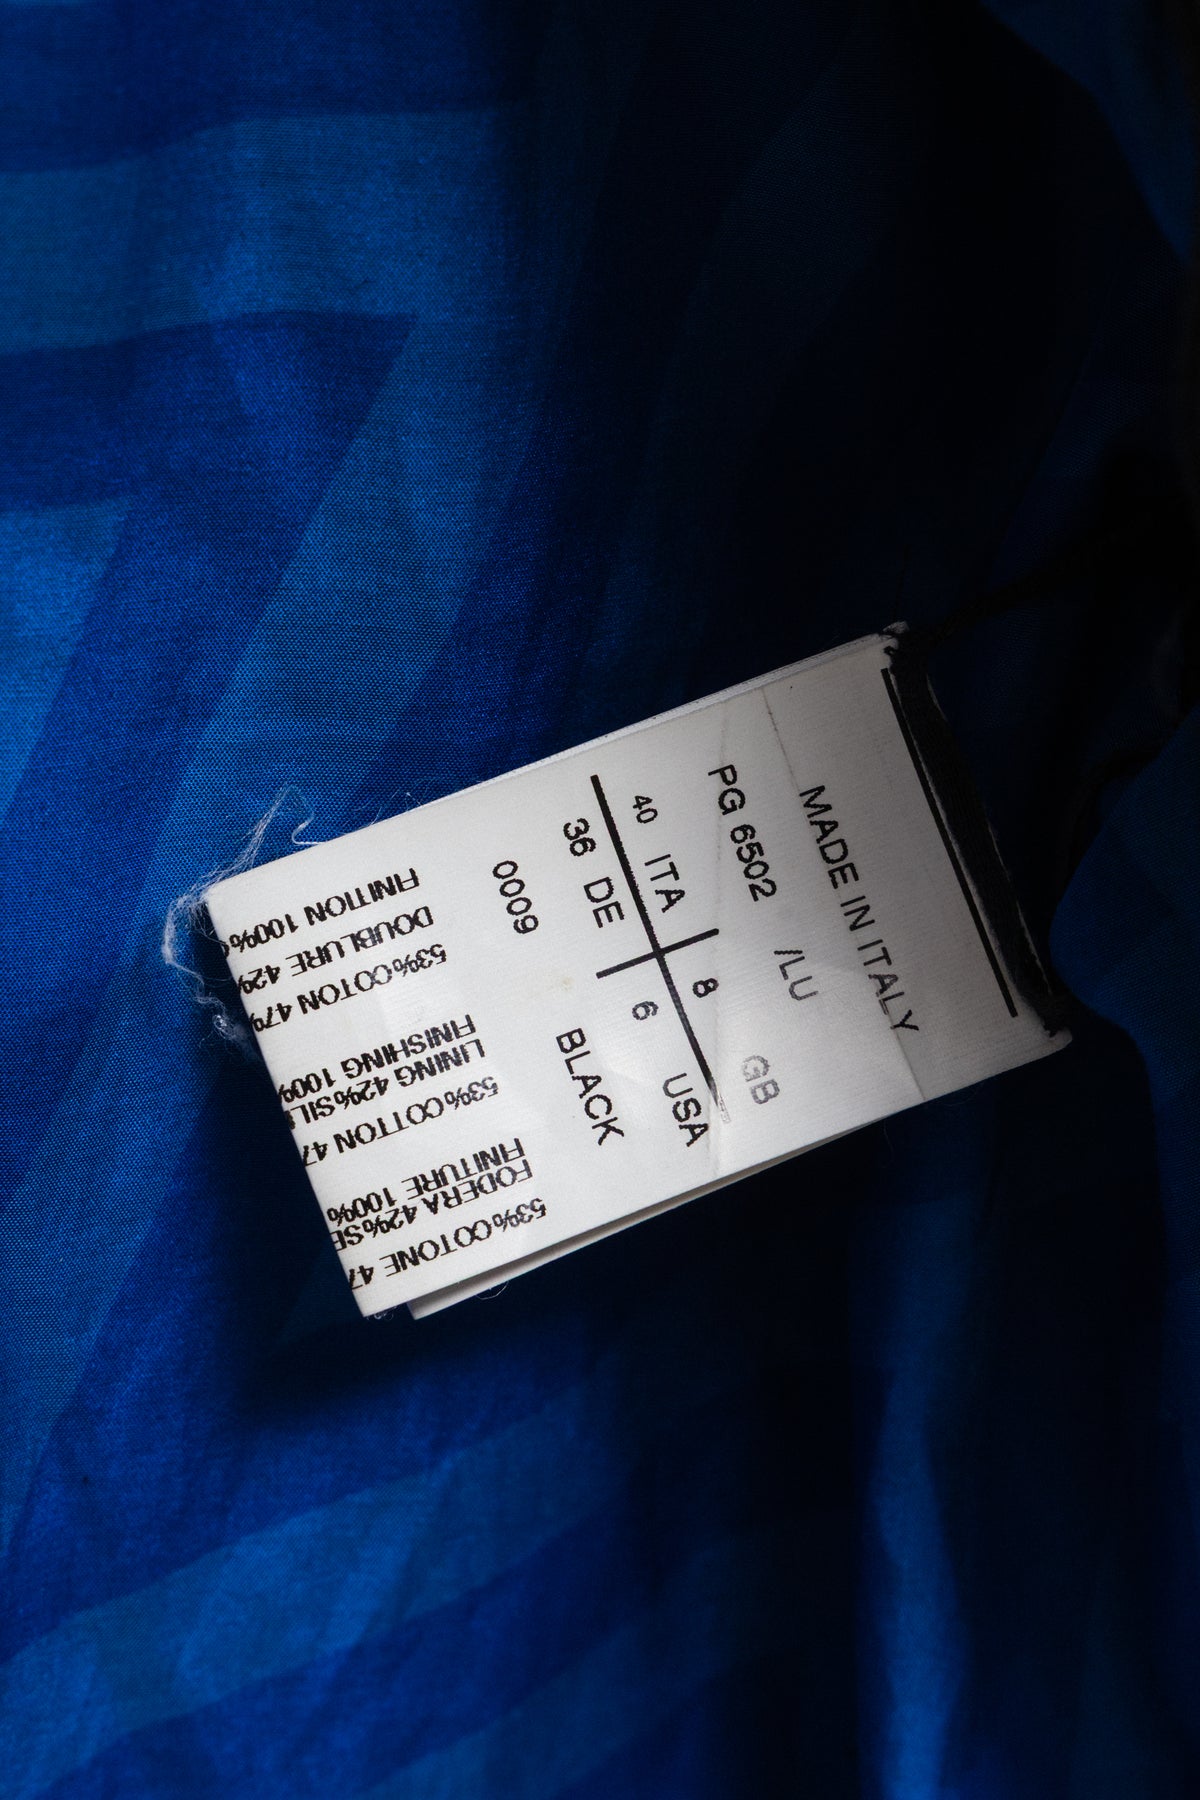 MADE IN ITALY
PG 6502 /LU
40 ITA 8 GB
36 DE 6 USA
0009 BLACK
53%COTONE 47
FODERA 42%SE
FINITURE 100%
53%COTTON 47
LINING 42%SIL
FINISHING 100%
53%COTON 47%
DOUBLURE 42%
FINITION 100%